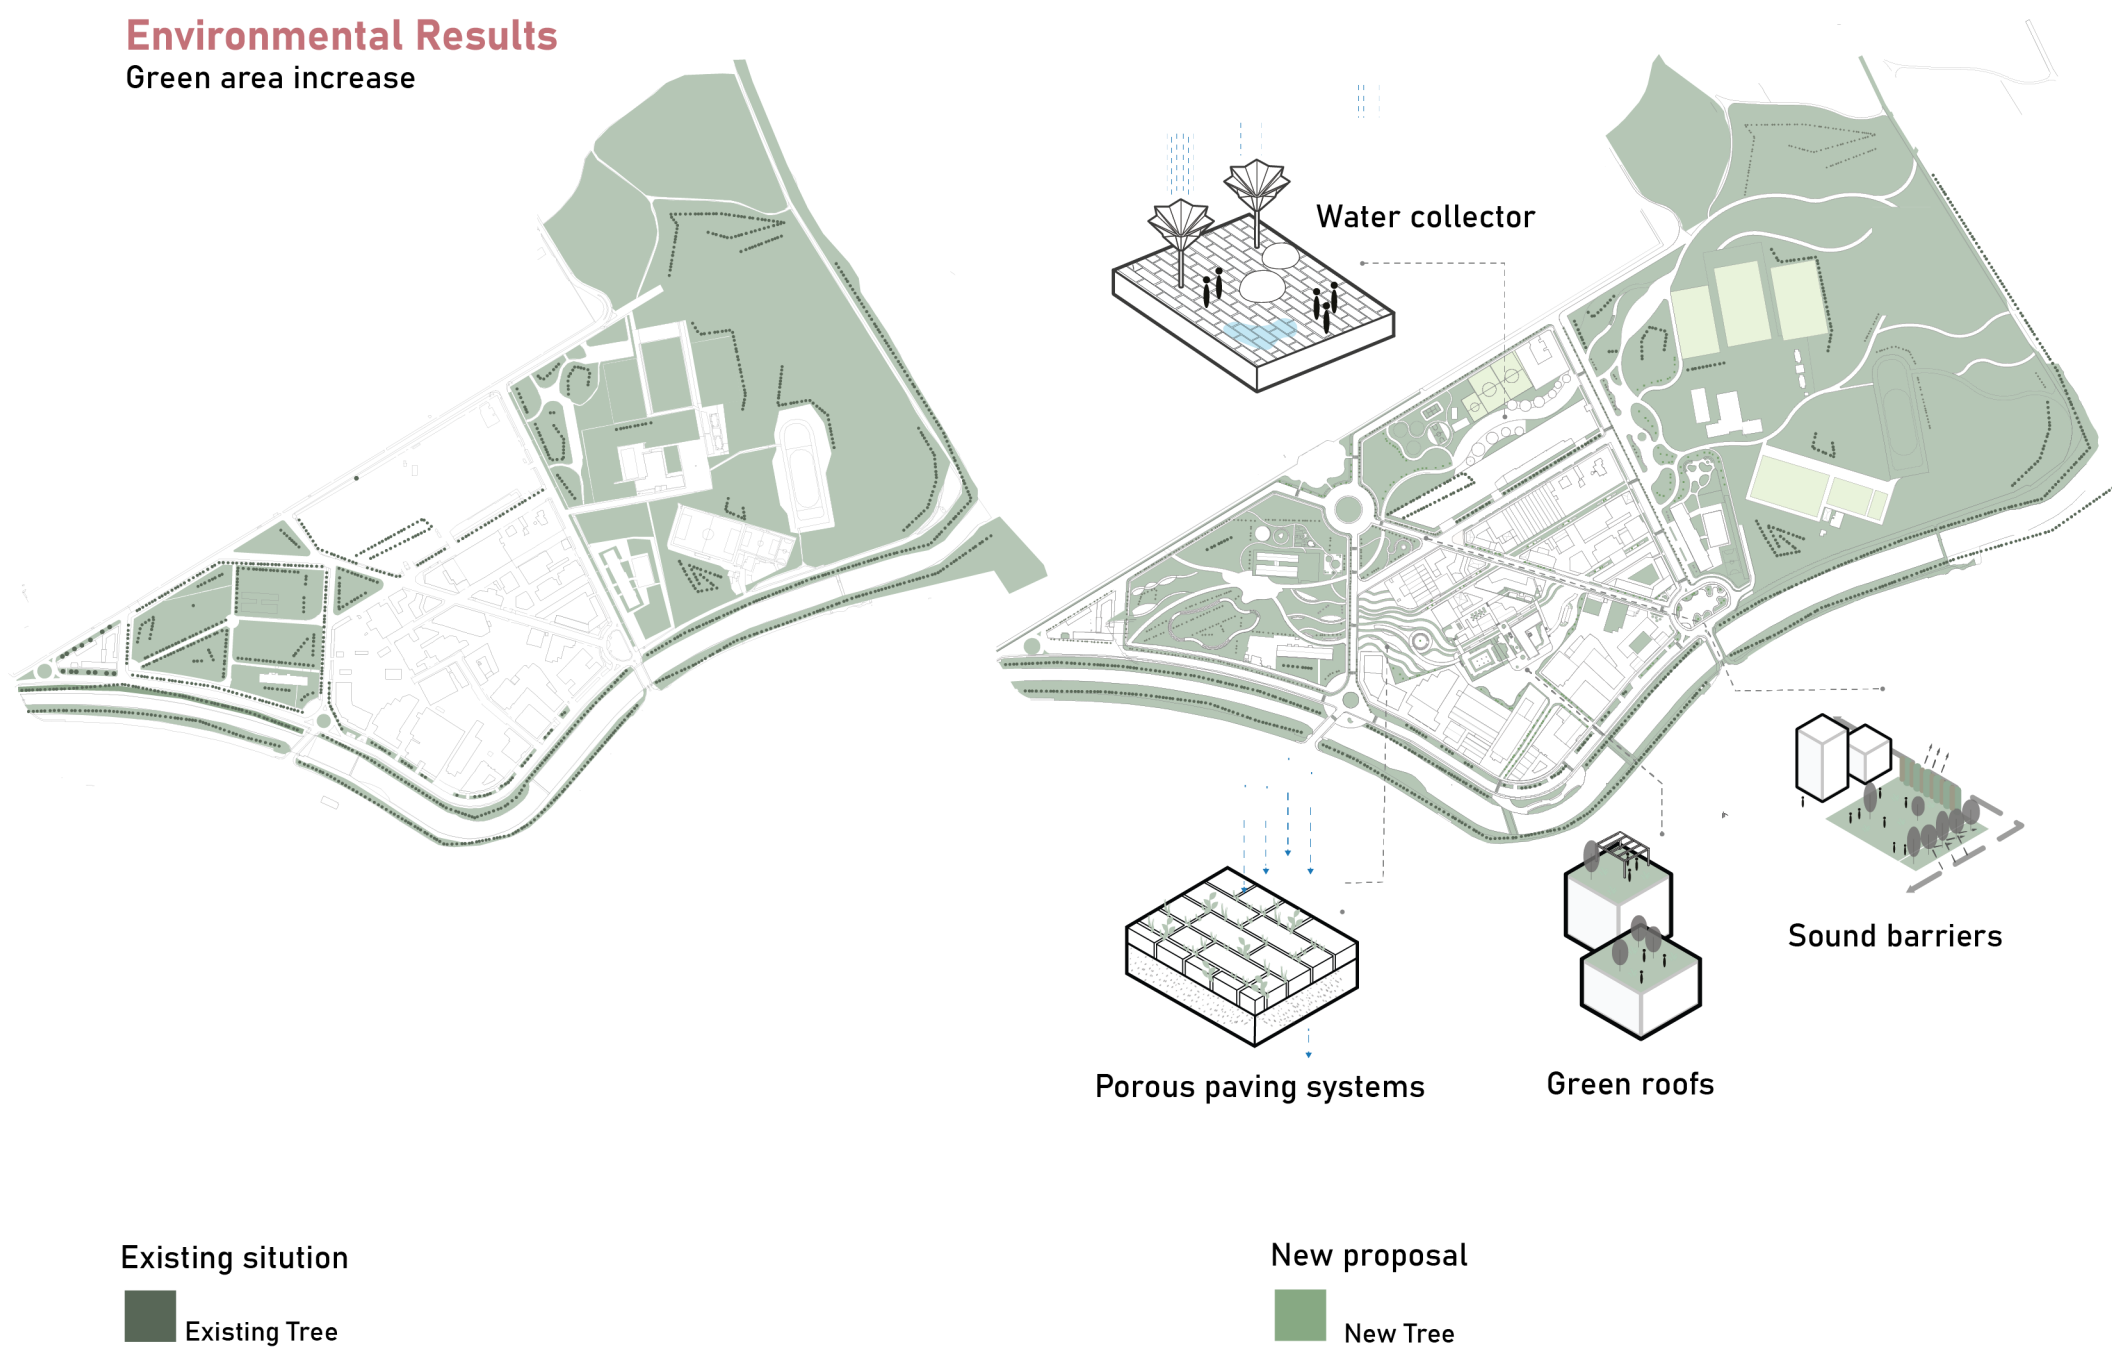 Environmental Results
Green area increase
Water collector
Sound barriers
Porous paving systems
Green roofs
Existing sitution
Existing Tree
New proposal
New Tree